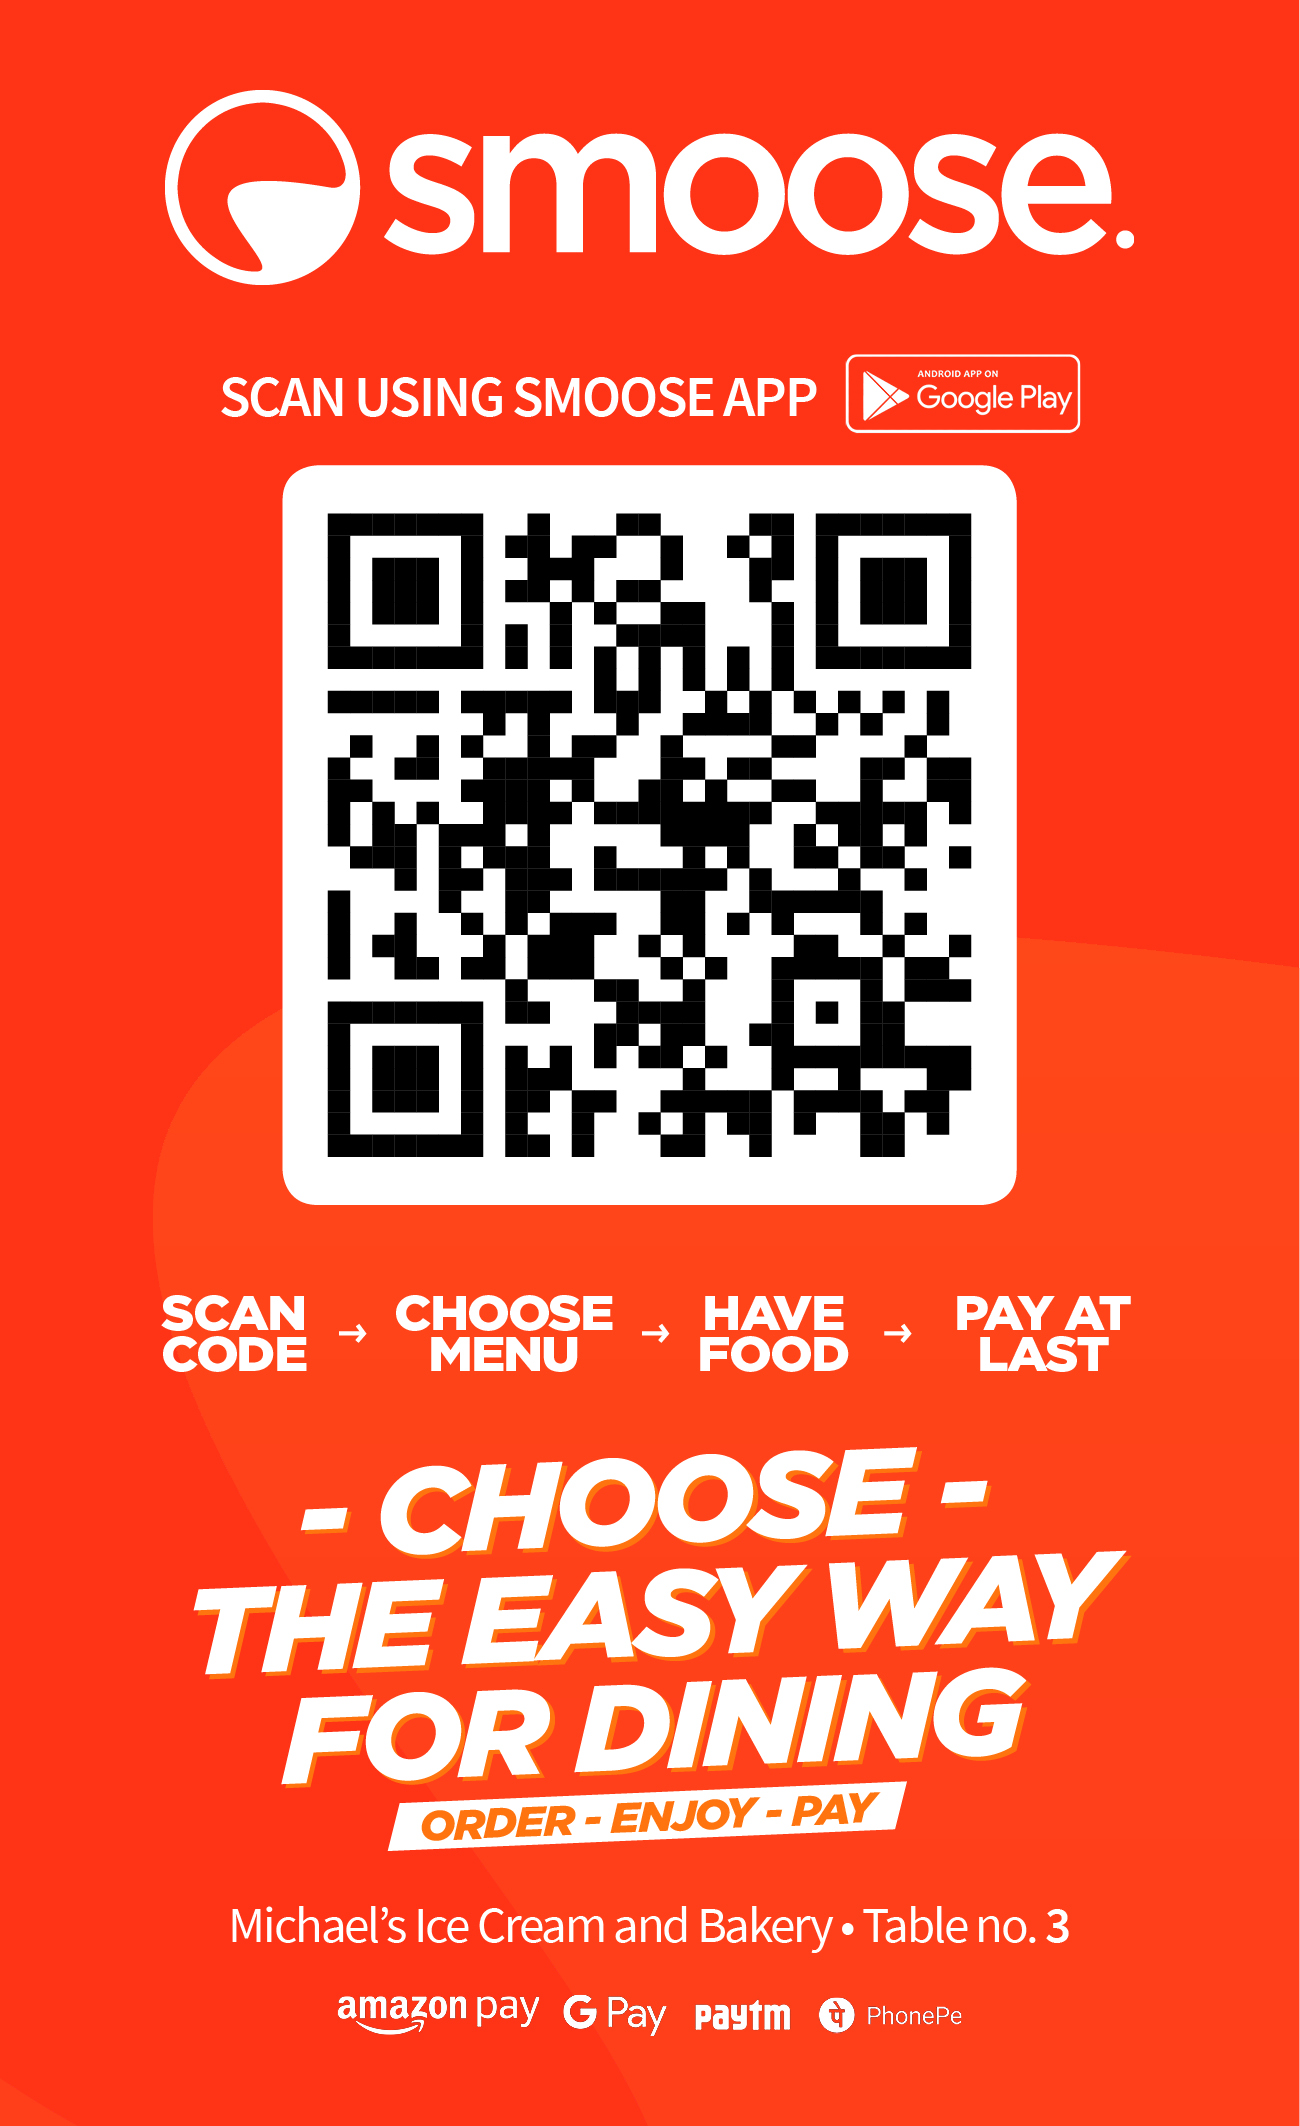 smoose.
SCAN USING SMOOSE APP
ANDROID APP ON
Google Play
SCAN CODE → CHOOSE MENU → HAVE FOOD → PAY AT LAST
- CHOOSE -
THE EASY WAY
FOR DINING
ORDER - ENJOY - PAY
Michael's Ice Cream and Bakery • Table no. 3
amazon pay G Pay paytm पे PhonePe